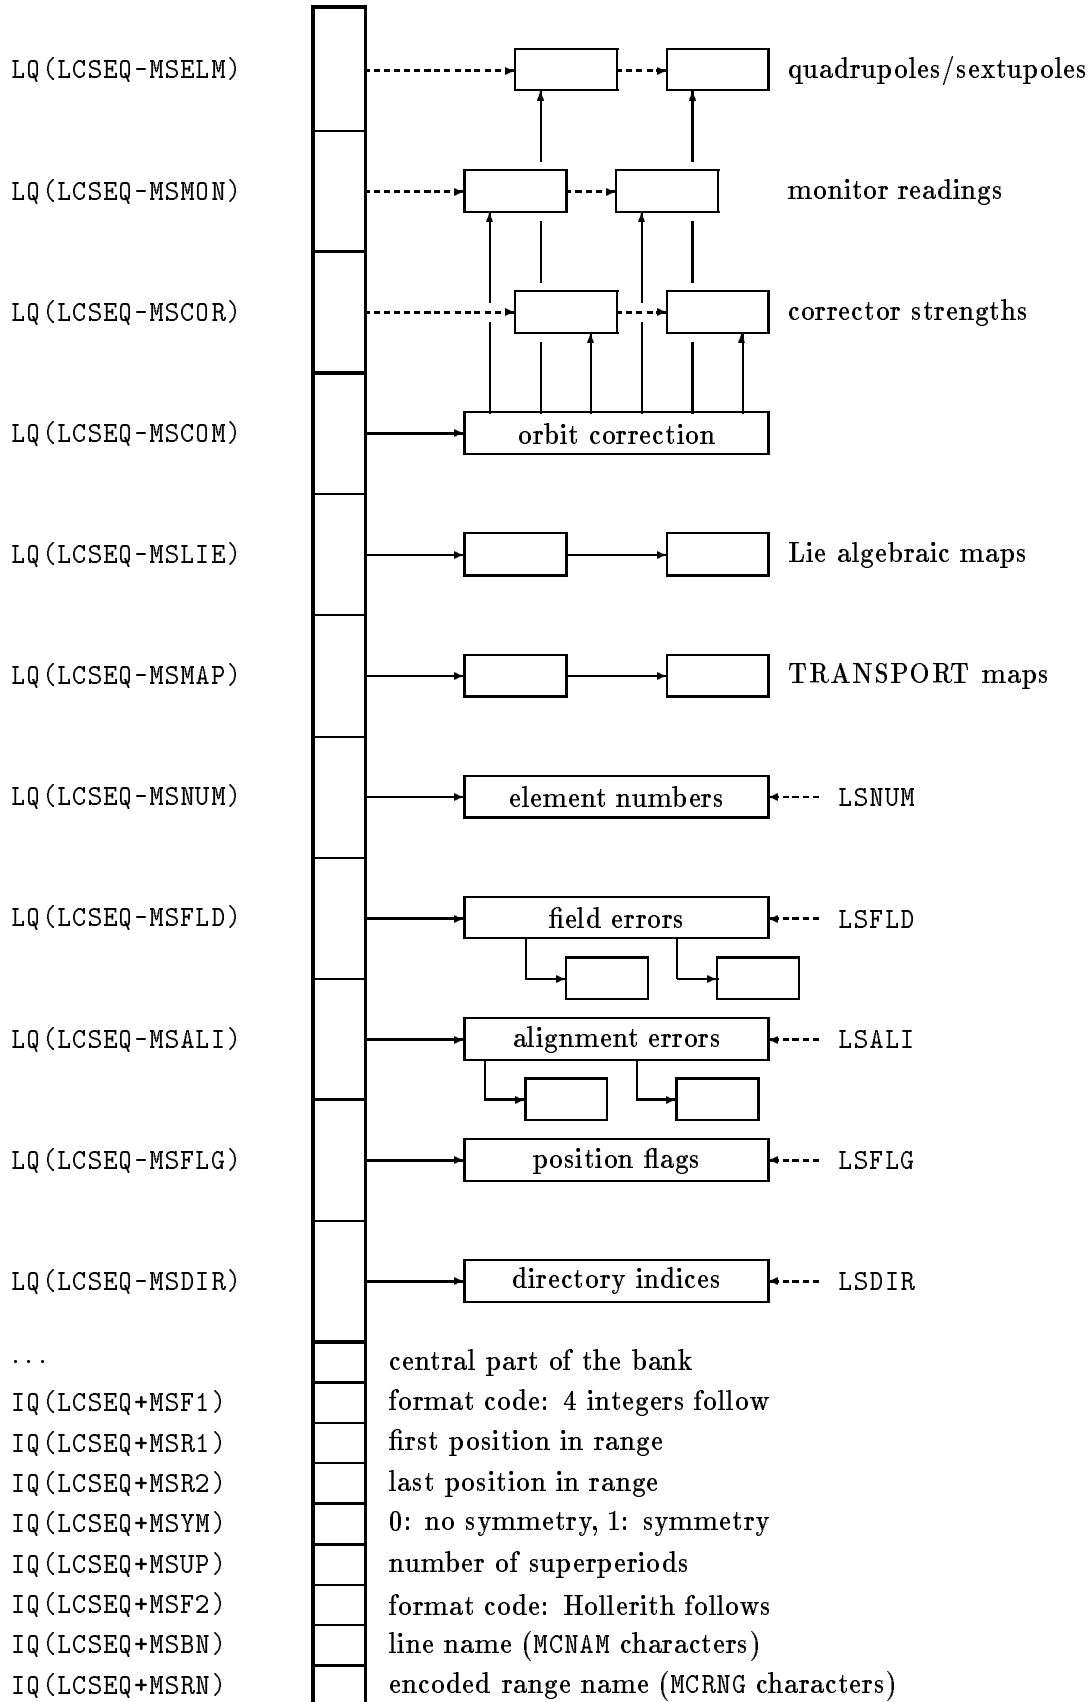 LQ(LCSEQ-MSELM) quadrupoles/sextupoles
LQ(LCSEQ-MSMON) monitor readings
LQ(LCSEQ-MSCOR) corrector strengths
LQ(LCSEQ-MSCOM) orbit correction
LQ(LCSEQ-MSLIE) Lie algebraic maps
LQ(LCSEQ-MSMAP) TRANSPORT maps
LQ(LCSEQ-MSNUM) element numbers LSNUM
LQ(LCSEQ-MSFLD) field errors LSFLD
LQ(LCSEQ-MSALI) alignment errors LSALI
LQ(LCSEQ-MSFLG) position flags LSFLG
LQ(LCSEQ-MSDIR) directory indices LSDIR
... central part of the bank
IQ(LCSEQ+MSF1) format code: 4 integers follow
IQ(LCSEQ+MSR1) first position in range
IQ(LCSEQ+MSR2) last position in range
IQ(LCSEQ+MSYM) 0: no symmetry, 1: symmetry
IQ(LCSEQ+MSUP) number of superperiods
IQ(LCSEQ+MSF2) format code: Hollerith follows
IQ(LCSEQ+MSBN) line name (MCNAM characters)
IQ(LCSEQ+MSRN) encoded range name (MCRNG characters)